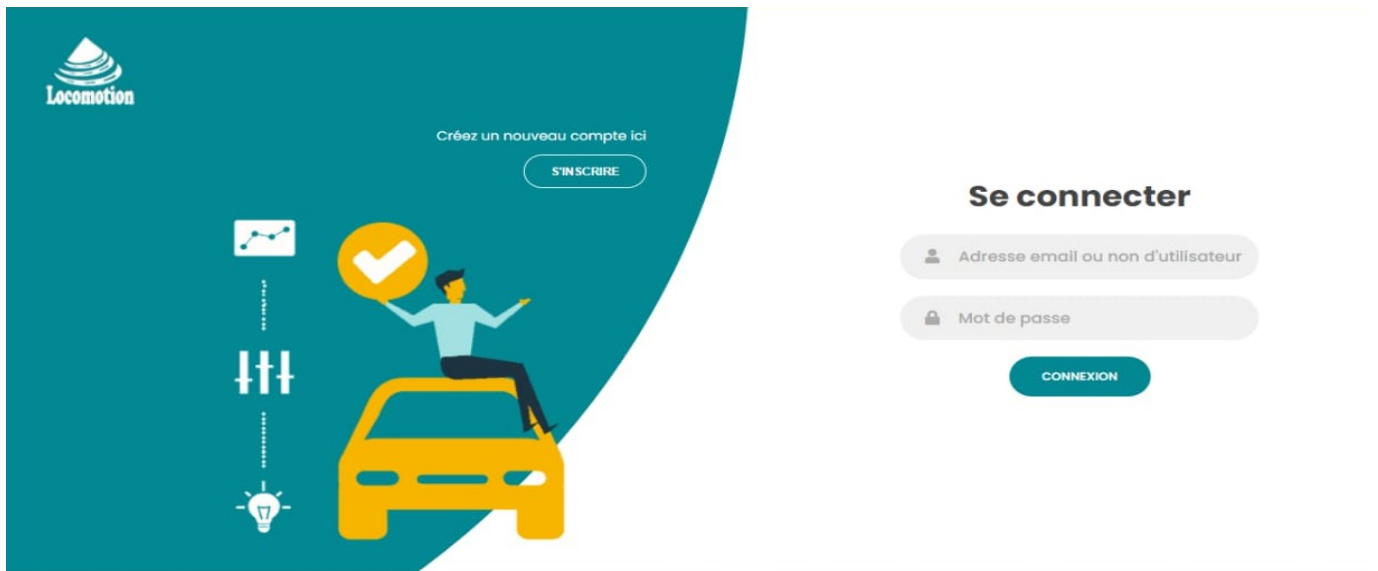 Locomotion
Créez un nouveau compte ici
S'INSCRIRE
Se connecter
Adresse email ou non d'utilisateur
Mot de passe
CONNEXION